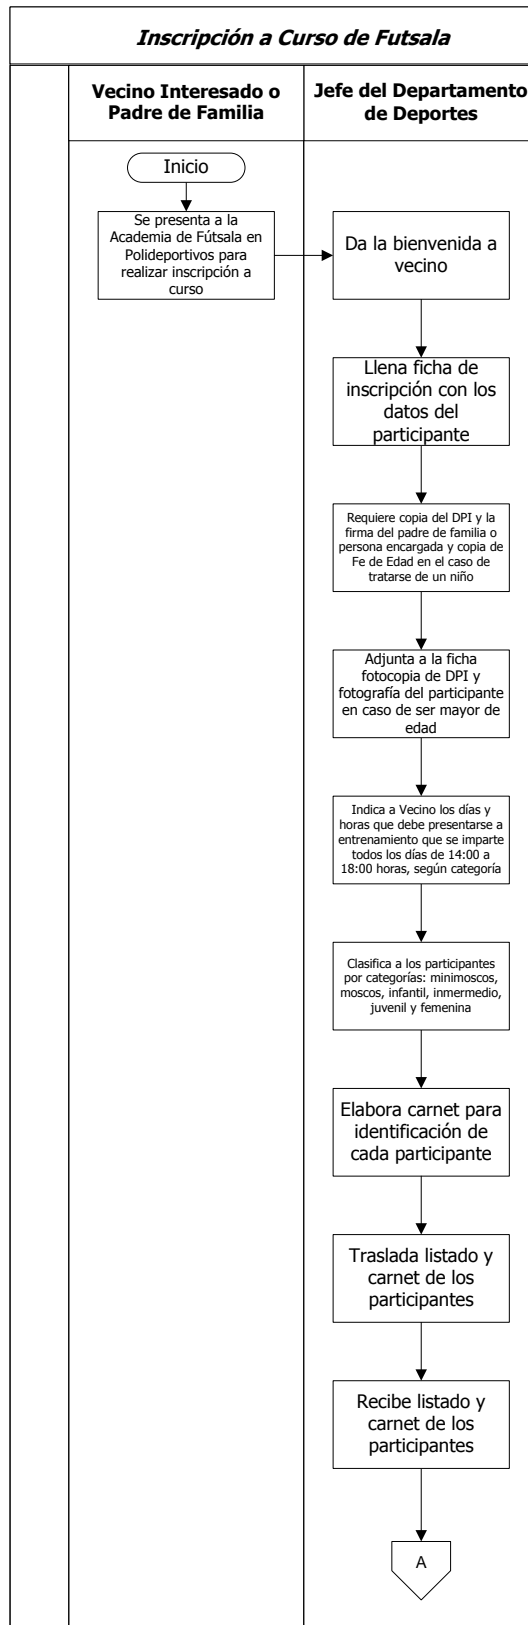 Inscripción a Curso de Futsala
Vecino Interesado o
Padre de Familia
Jefe del Departamento
de Deportes
Inicio
Se presenta a la
Academia de Fútsala en
Polideportivos para
realizar inscripción a
curso
Da la bienvenida a
vecino
Llena ficha de
inscripción con los
datos del
participante
Requiere copia del DPI y la
firma del padre de familia o
persona encargada y copia de
Fe de Edad en el caso de
tratarse de un niño
Adjunta a la ficha
fotocopia de DPI y
fotografía del participante
en caso de ser mayor de
edad
Indica a Vecino los días y
horas que debe presentarse a
entrenamiento que se imparte
todos los días de 14:00 a
18:00 horas, según categoría
Clasifica a los participantes
por categorías: minimoscos,
moscos, infantil, inmermedio,
juvenil y femenina
Elabora carnet para
identificación de
cada participante
Traslada listado y
carnet de los
participantes
Recibe listado y
carnet de los
participantes
A